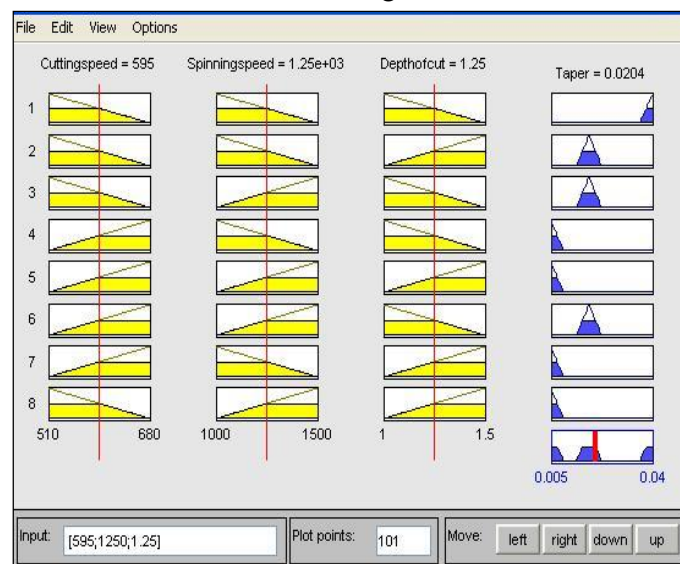 File Edit View Options
Cuttingspeed = 595 Spinningspeed = 1.25e+03 Depthofcut = 1.25 Taper = 0.0204
1
2
3
4
5
6
7
8
510 680 1000 1500 1 1.5
0.005 0.04
Input: [595;1250;1.25] Plot points: 101 Move: left right down up